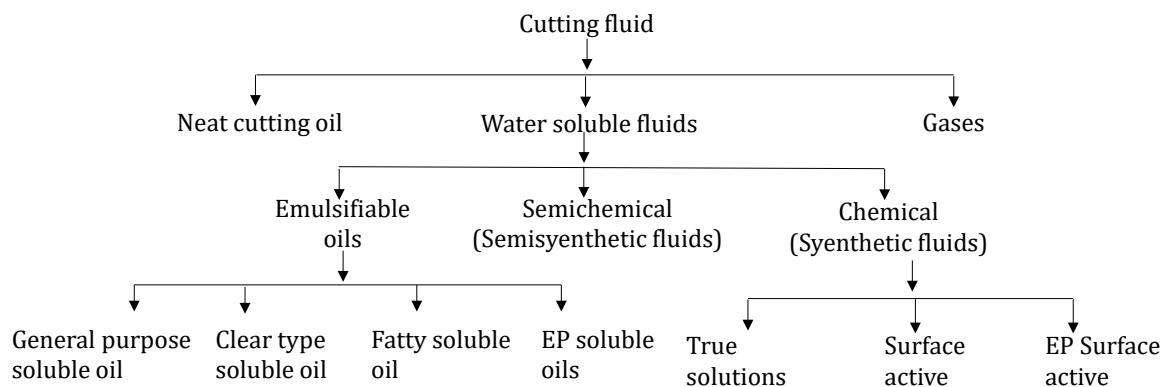 Cutting fluid
Neat cutting oil
Water soluble fluids
Gases
Emulsifiable
oils
Semichemical
(Semisyenthetic fluids)
Chemical
(Syenthetic fluids)
General purpose
soluble oil
Clear type
soluble oil
Fatty soluble
oil
EP soluble
oils
True
solutions
Surface
active
EP Surface
active